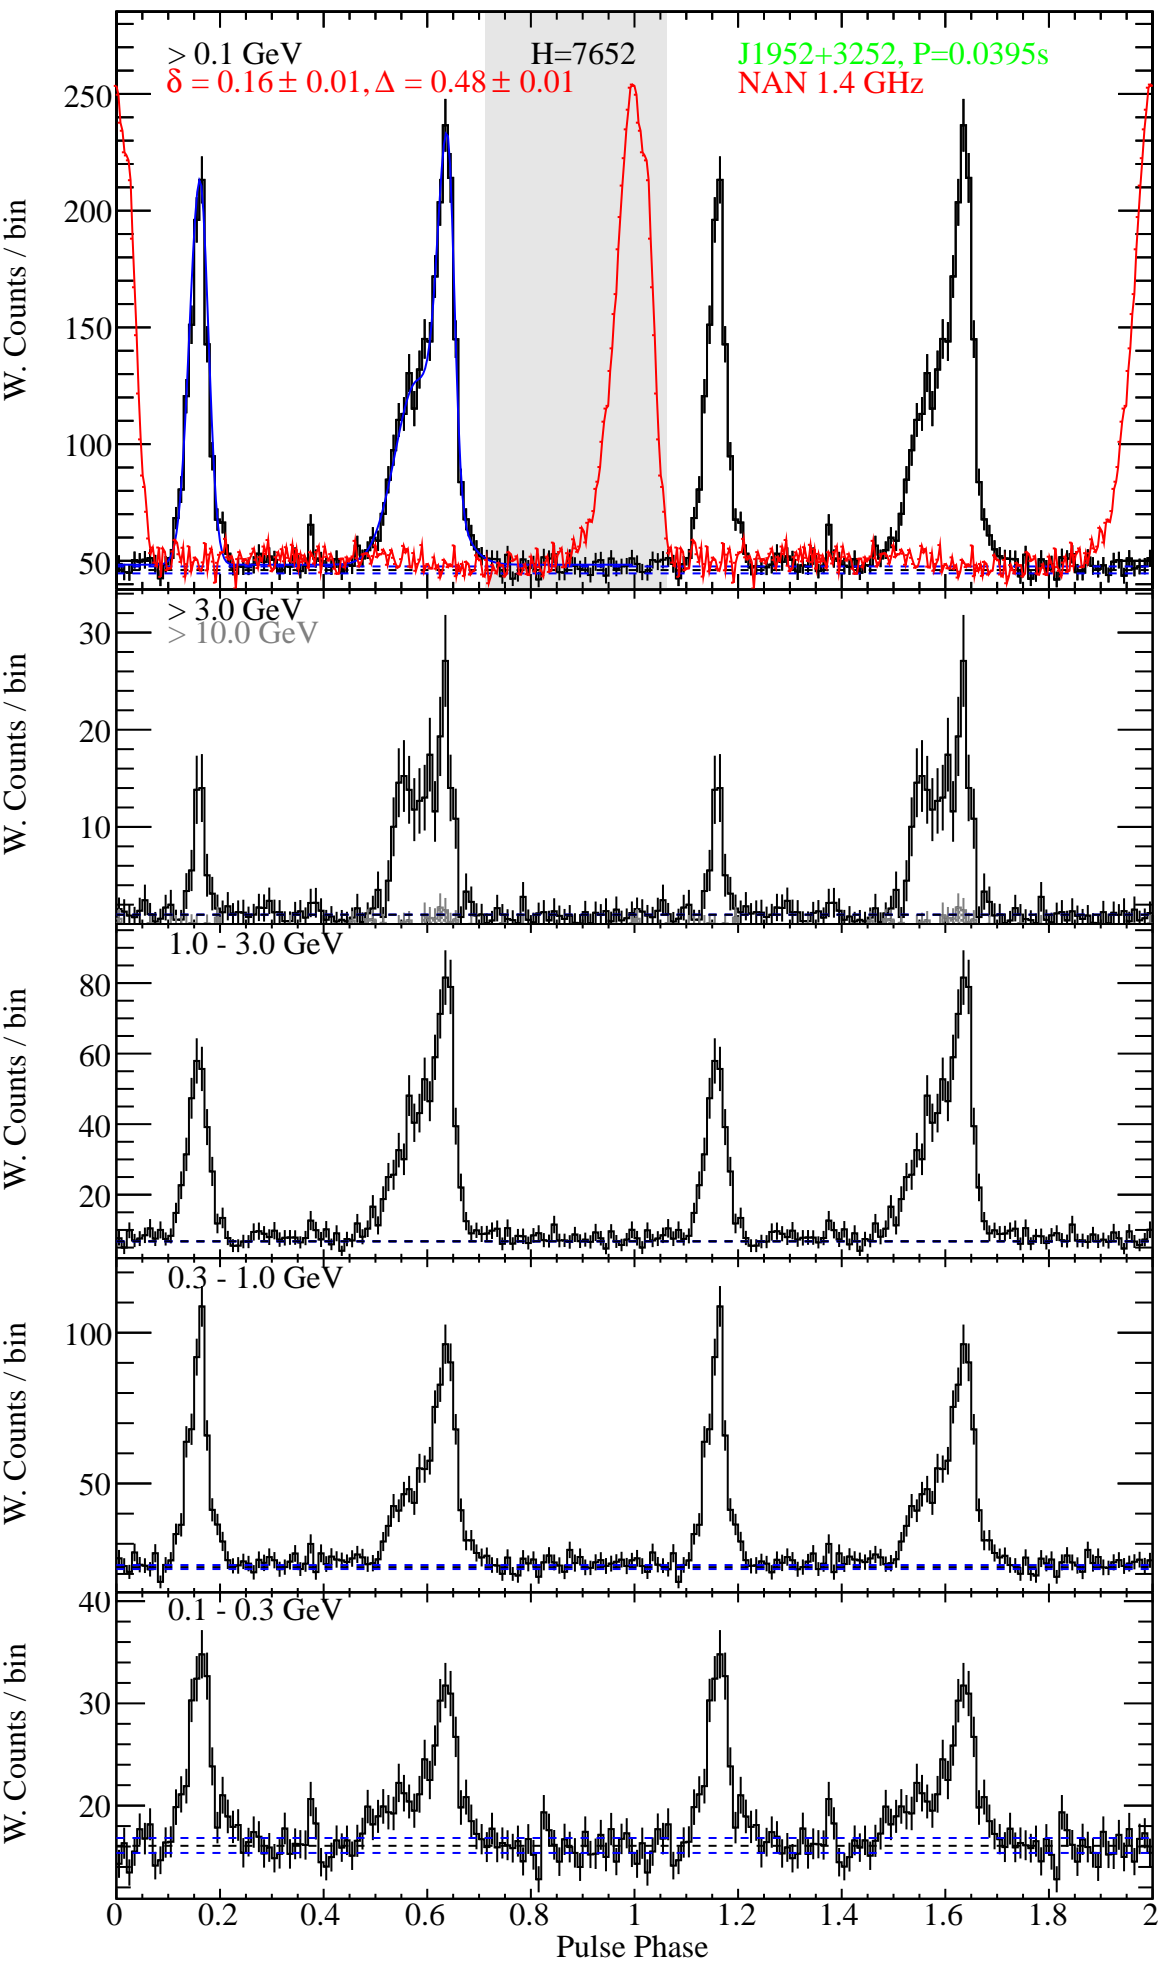 > 0.1 GeV
H=7652
J1952+3252, P=0.0395s
δ = 0.16 ± 0.01, Δ = 0.48 ± 0.01
NAN 1.4 GHz
250
200
150
100
50
W. Counts / bin
> 3.0 GeV
> 10.0 GeV
30
20
10
W. Counts / bin
1.0 - 3.0 GeV
80
60
40
20
W. Counts / bin
0.3 - 1.0 GeV
100
50
W. Counts / bin
0.1 - 0.3 GeV
40
30
20
W. Counts / bin
0 0.2 0.4 0.6 0.8 1 1.2 1.4 1.6 1.8 2
Pulse Phase